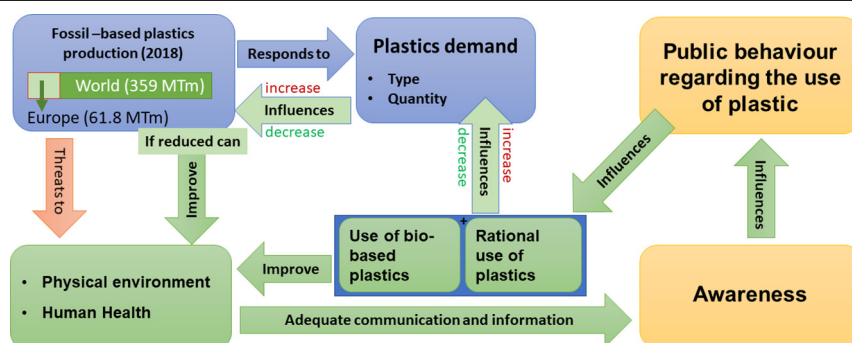 Fossil –based plastics
production (2018)
World (359 MTm)
Europe (61.8 MTm)
Responds to
increase
Influences
decrease
Plastics demand
• Type
• Quantity
Public behaviour
regarding the use
of plastic
If reduced can
Threats to
Improve
decrease
Influences
increase
Influences
Influences
+
Use of bio-
based
plastics
Rational
use of
plastics
Improve
• Physical environment
• Human Health
Adequate communication and information
Awareness